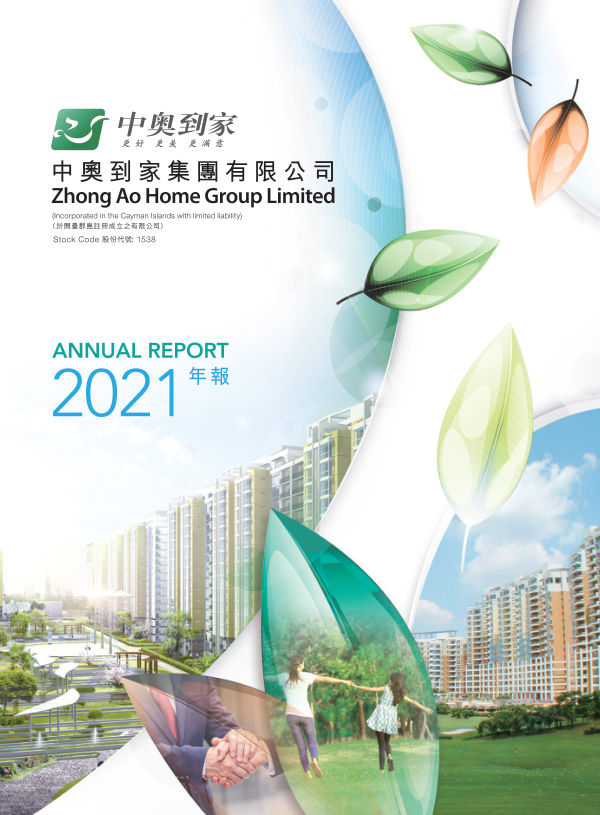 中奥到家
更好 更美 更滿意
中奧到家集團有限公司
Zhong Ao Home Group Limited
(Incorporated in the Cayman Islands with limited liability)
(於開曼群島註冊成立之有限公司)
Stock Code 股份代號: 1538
ANNUAL REPORT
2021 年報